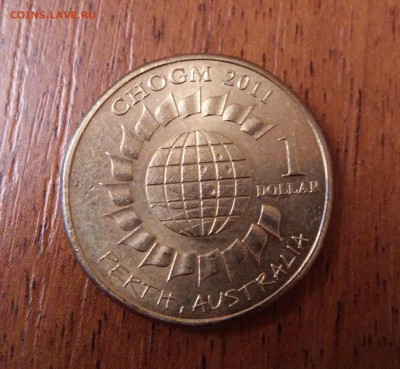 COINS.LAVE.RU
CHOGM 2011
1
DOLLAR
PERTH, AUSTRALIA